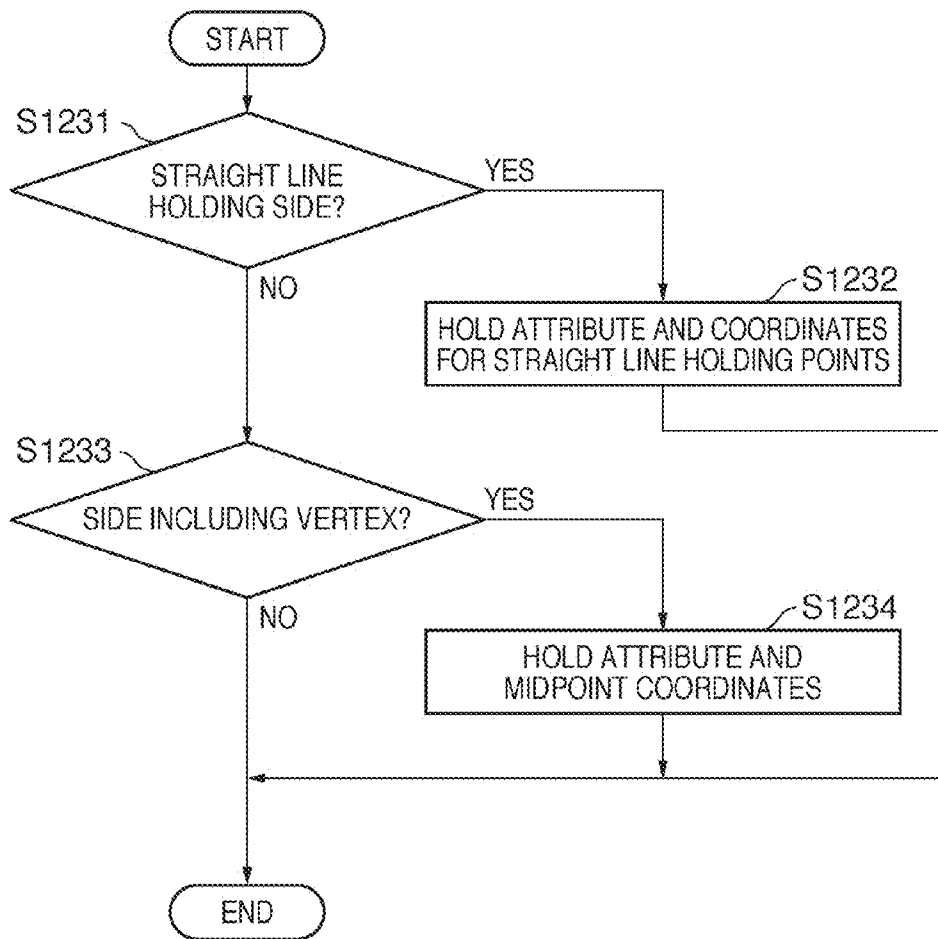 START
S1231
STRAIGHT LINE
HOLDING SIDE?
YES
NO
S1232
HOLD ATTRIBUTE AND COORDINATES
FOR STRAIGHT LINE HOLDING POINTS
S1233
SIDE INCLUDING VERTEX?
YES
NO
S1234
HOLD ATTRIBUTE AND
MIDPOINT COORDINATES
END